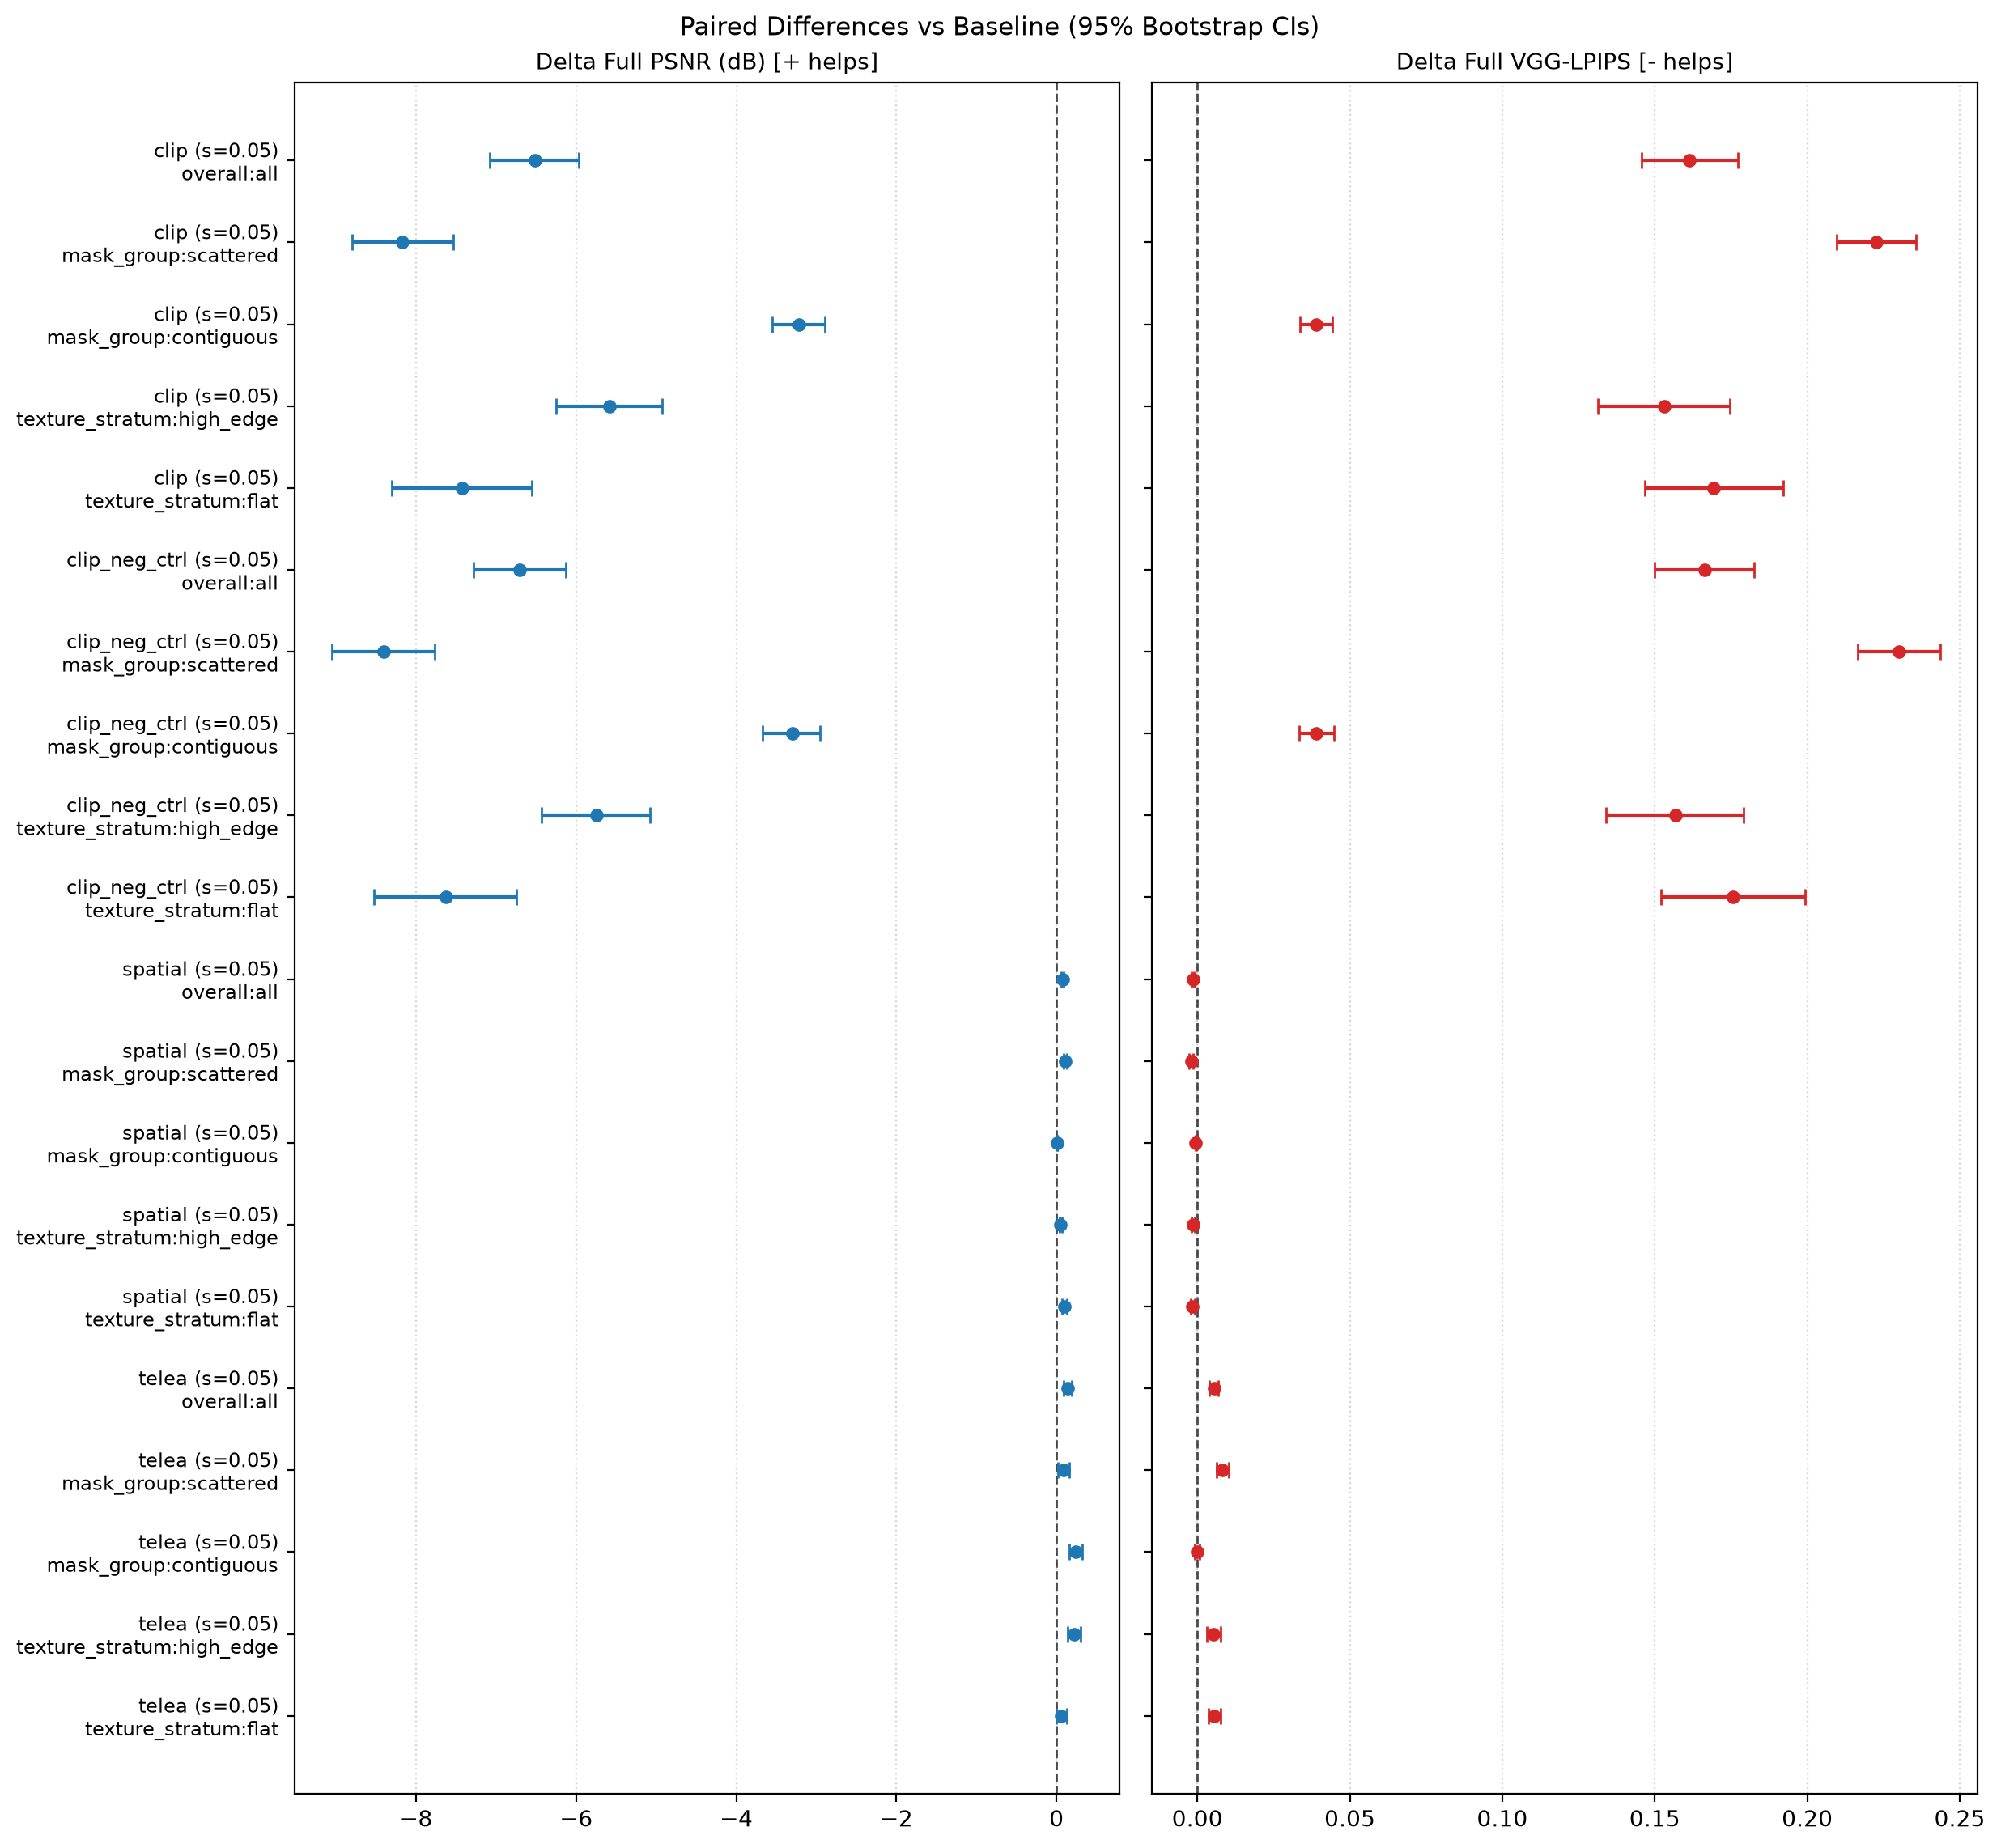 Paired Differences vs Baseline (95% Bootstrap CIs)
Delta Full PSNR (dB) [+ helps]
Delta Full VGG-LPIPS [- helps]
clip (s=0.05)
overall:all
clip (s=0.05)
mask_group:scattered
clip (s=0.05)
mask_group:contiguous
clip (s=0.05)
texture_stratum:high_edge
clip (s=0.05)
texture_stratum:flat
clip_neg_ctrl (s=0.05)
overall:all
clip_neg_ctrl (s=0.05)
mask_group:scattered
clip_neg_ctrl (s=0.05)
mask_group:contiguous
clip_neg_ctrl (s=0.05)
texture_stratum:high_edge
clip_neg_ctrl (s=0.05)
texture_stratum:flat
spatial (s=0.05)
overall:all
spatial (s=0.05)
mask_group:scattered
spatial (s=0.05)
mask_group:contiguous
spatial (s=0.05)
texture_stratum:high_edge
spatial (s=0.05)
texture_stratum:flat
telea (s=0.05)
overall:all
telea (s=0.05)
mask_group:scattered
telea (s=0.05)
mask_group:contiguous
telea (s=0.05)
texture_stratum:high_edge
telea (s=0.05)
texture_stratum:flat
−8 −6 −4 −2 0
0.00 0.05 0.10 0.15 0.20 0.25